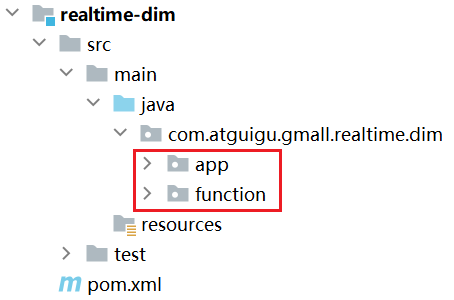 realtime-dim
src
main
java
com.atguigu.gmall.realtime.dim
app
function
resources
test
pom.xml